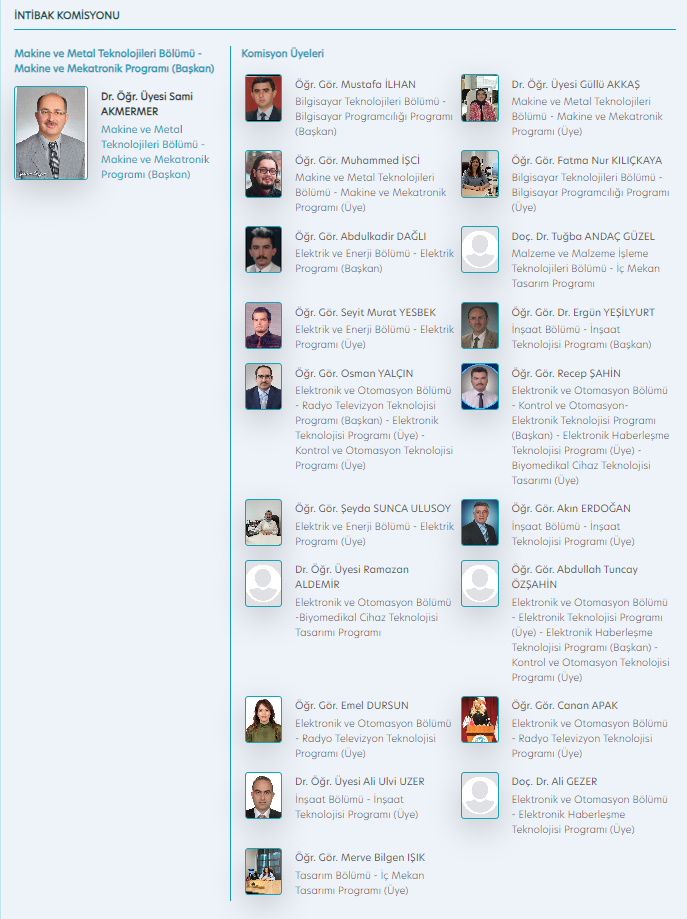 İNTİBAK KOMİSYONU
Makine ve Metal Teknolojileri Bölümü -
Makine ve Mekatronik Programı (Başkan)
Dr. Öğr. Üyesi Sami
AKMERMER
Makine ve Metal
Teknolojileri Bölümü -
Makine ve Mekatronik
Programı (Başkan)
Komisyon Üyeleri
Öğr. Gör. Mustafa İLHAN
Bilgisayar Teknolojileri Bölümü -
Bilgisayar Programcılığı Programı
(Başkan)
Dr. Öğr. Üyesi Güllü AKKAŞ
Makine ve Metal Teknolojileri
Bölümü - Makine ve Mekatronik
Programı (Üye)
Öğr. Gör. Muhammed İŞCİ
Makine ve Metal Teknolojileri
Bölümü - Makine ve Mekatronik
Programı (Üye)
Öğr. Gör. Fatma Nur KILIÇKAYA
Bilgisayar Teknolojileri Bölümü -
Bilgisayar Programcılığı Programı
(Üye)
Öğr. Gör. Abdulkadir DAĞLI
Elektrik ve Enerji Bölümü - Elektrik
Programı (Başkan)
Doç. Dr. Tuğba ANDAÇ GÜZEL
Malzeme ve Malzeme İşleme
Teknolojileri Bölümü - İç Mekan
Tasarım Programı
Öğr. Gör. Seyit Murat YESBEK
Elektrik ve Enerji Bölümü - Elektrik
Programı (Üye)
Öğr. Gör. Dr. Ergün YEŞİLYURT
İnşaat Bölümü - İnşaat
Teknolojisi Programı (Başkan)
Öğr. Gör. Osman YALÇIN
Elektronik ve Otomasyon Bölümü
- Radyo Televizyon Teknolojisi
Programı (Başkan) - Elektronik
Teknolojisi Programı (Üye) -
Kontrol ve Otomasyon Teknolojisi
Programı (Üye)
Öğr. Gör. Recep ŞAHİN
Elektronik ve Otomasyon Bölümü
- Kontrol ve Otomasyon-
Elektronik Teknolojisi Programı
(Başkan) - Elektronik Haberleşme
Teknolojisi Programı (Üye) -
Biyomedikal Cihaz Teknolojisi
Tasarımı (Üye)
Öğr. Gör. Şeyda SUNCA ULUSOY
Elektrik ve Enerji Bölümü - Elektrik
Programı (Üye)
Öğr. Gör. Akın ERDOĞAN
İnşaat Bölümü - İnşaat
Teknolojisi Programı (Üye)
Dr. Öğr. Üyesi Ramazan
ALDEMİR
Elektronik ve Otomasyon Bölümü
-Biyomedikal Cihaz Teknolojisi
Tasarımı Programı
Öğr. Gör. Abdullah Tuncay
ÖZŞAHİN
Elektronik ve Otomasyon Bölümü
- Elektronik Teknolojisi Programı
(Üye) - Elektronik Haberleşme
Teknolojisi Programı (Başkan) -
Kontrol ve Otomasyon Teknolojisi
Programı (Üye)
Öğr. Gör. Emel DURSUN
Elektronik ve Otomasyon Bölümü
- Radyo Televizyon Teknolojisi
Programı (Üye)
Öğr. Gör. Canan APAK
Elektronik ve Otomasyon Bölümü
- Radyo Televizyon Teknolojisi
Programı (Üye)
Dr. Öğr. Üyesi Ali Ulvi UZER
İnşaat Bölümü - İnşaat
Teknolojisi Programı (Üye)
Doç. Dr. Ali GEZER
Elektronik ve Otomasyon Bölümü
- Elektronik Haberleşme
Teknolojisi Programı (Üye)
Öğr. Gör. Merve Bilgen IŞIK
Tasarım Bölümü - İç Mekan
Tasarımı Programı (Üye)